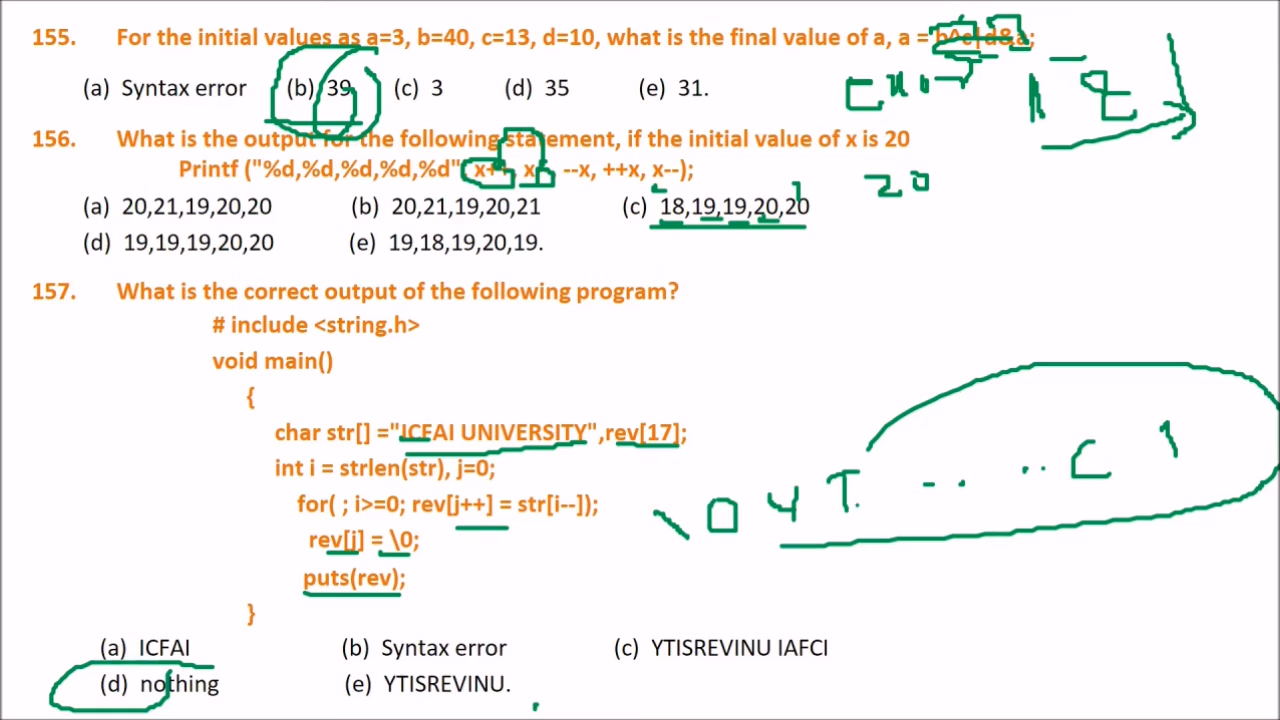 155. For the initial values as a=3, b=40, c=13, d=10, what is the final value of a, a = b^c|d&a;
(a) Syntax error (b) 39 (c) 3 (d) 35 (e) 31.
156. What is the output for the following statement, if the initial value of x is 20
20
Printf ("%d,%d,%d,%d,%d" x++, --x, ++x, x--);
(a) 20,21,19,20,20 (b) 20,21,19,20,21 (c) 18,19,19,20,20
(d) 19,19,19,20,20 (e) 19,18,19,20,19.
157. What is the correct output of the following program?
# include <string.h>
void main()
{
char str[] ="ICFAI UNIVERSITY",rev[17];
int i = strlen(str), j=0;
for( ; i>=0; rev[j++] = str[i--]);
rev[j] = \0;
\0 Y T . -- . .. C I
puts(rev);
}
(a) ICFAI (b) Syntax error (c) YTISREVINU IAFCI
(d) nothing (e) YTISREVINU.